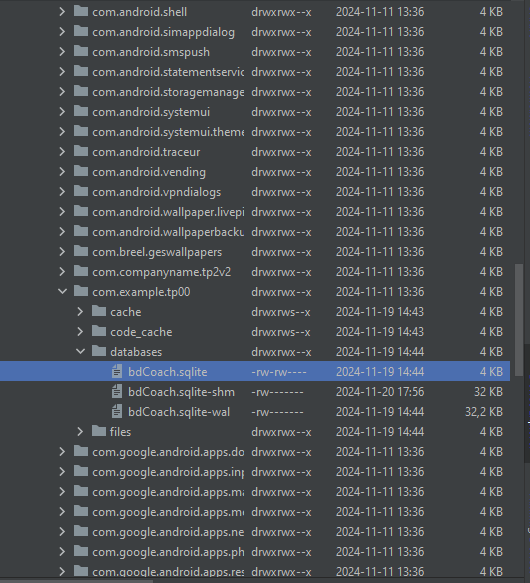 com.android.shell drwxrwx--x 2024-11-11 13:36 4 KB
com.android.simappdialog drwxrwx--x 2024-11-11 13:36 4 KB
com.android.smspush drwxrwx--x 2024-11-11 13:36 4 KB
com.android.statementservic drwxrwx--x 2024-11-11 13:36 4 KB
com.android.storagemanage drwxrwx--x 2024-11-11 13:36 4 KB
com.android.systemui drwxrwx--x 2024-11-11 13:36 4 KB
com.android.systemui.theme drwxrwx--x 2024-11-11 13:36 4 KB
com.android.traceur drwxrwx--x 2024-11-11 13:36 4 KB
com.android.vending drwxrwx--x 2024-11-11 13:36 4 KB
com.android.vpndialogs drwxrwx--x 2024-11-11 13:36 4 KB
com.android.wallpaper.livepi drwxrwx--x 2024-11-11 13:36 4 KB
com.android.wallpaperbacku drwxrwx--x 2024-11-11 13:36 4 KB
com.breel.geswallpapers drwxrwx--x 2024-11-11 13:36 4 KB
com.companyname.tp2v2 drwxrwx--x 2024-11-11 13:36 4 KB
com.example.tp00 drwxrwx--x 2024-11-11 13:36 4 KB
cache drwxrws--x 2024-11-19 14:43 4 KB
code_cache drwxrws--x 2024-11-19 14:43 4 KB
databases drwxrwx--x 2024-11-19 14:44 4 KB
bdCoach.sqlite -rw-rw---- 2024-11-19 14:44 4 KB
bdCoach.sqlite-shm -rw------- 2024-11-20 17:56 32 KB
bdCoach.sqlite-wal -rw------- 2024-11-19 14:44 32,2 KB
files drwxrwx--x 2024-11-19 14:44 4 KB
com.google.android.apps.do drwxrwx--x 2024-11-11 13:36 4 KB
com.google.android.apps.inp drwxrwx--x 2024-11-11 13:36 4 KB
com.google.android.apps.ma drwxrwx--x 2024-11-11 13:36 4 KB
com.google.android.apps.me drwxrwx--x 2024-11-11 13:36 4 KB
com.google.android.apps.ne drwxrwx--x 2024-11-11 13:36 4 KB
com.google.android.apps.ph drwxrwx--x 2024-11-11 13:36 4 KB
com.google.android.apps.res drwxrwx--x 2024-11-11 13:36 4 KB